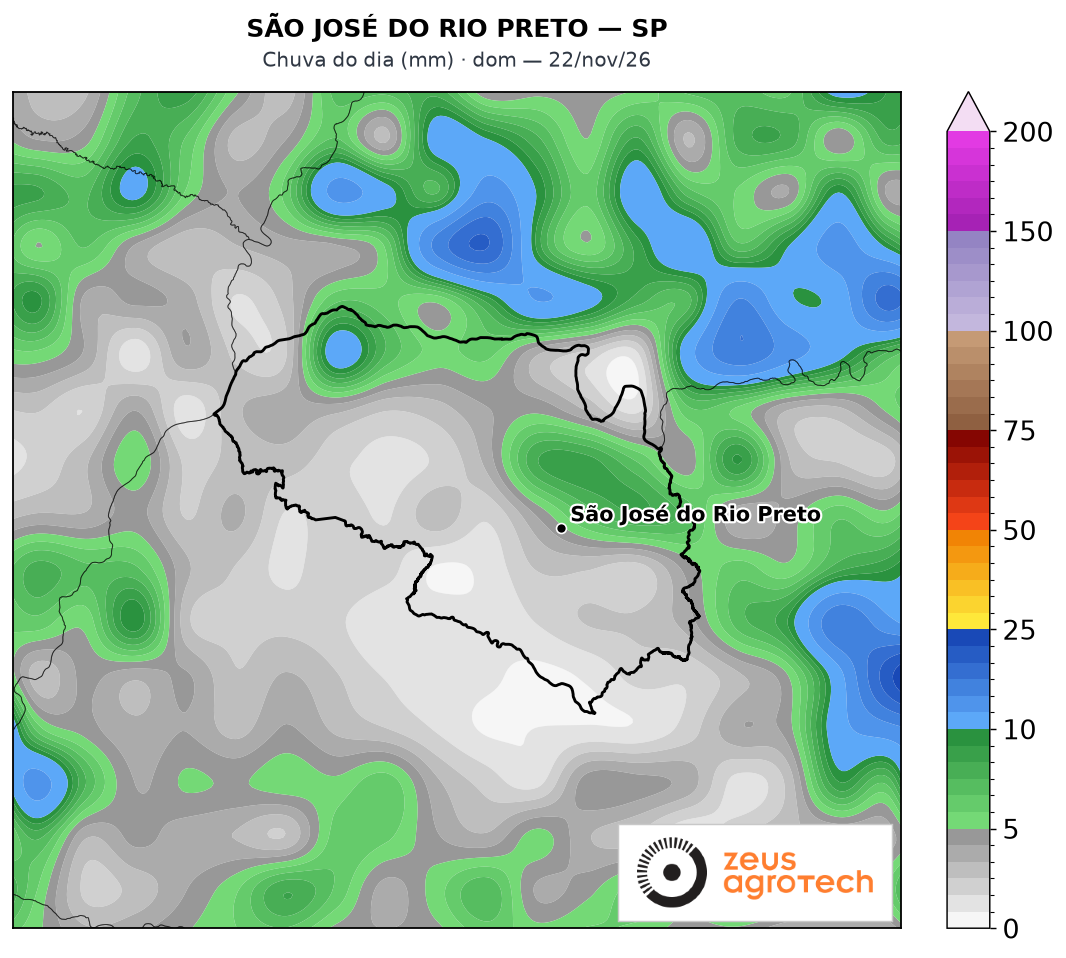 SÃO JOSÉ DO RIO PRETO — SP
Chuva do dia (mm) · dom — 22/nov/26
200
150
100
75
50
25
10
5
0
São José do Rio Preto
zeus
agrotech